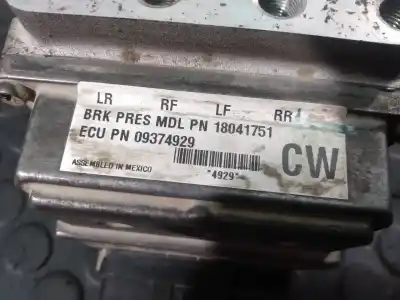 LR RF LF RR
BRK PRES MDL PN 18041751
ECU PN 09374929
CW
ASSEMBLED IN MEXICO
*4929*